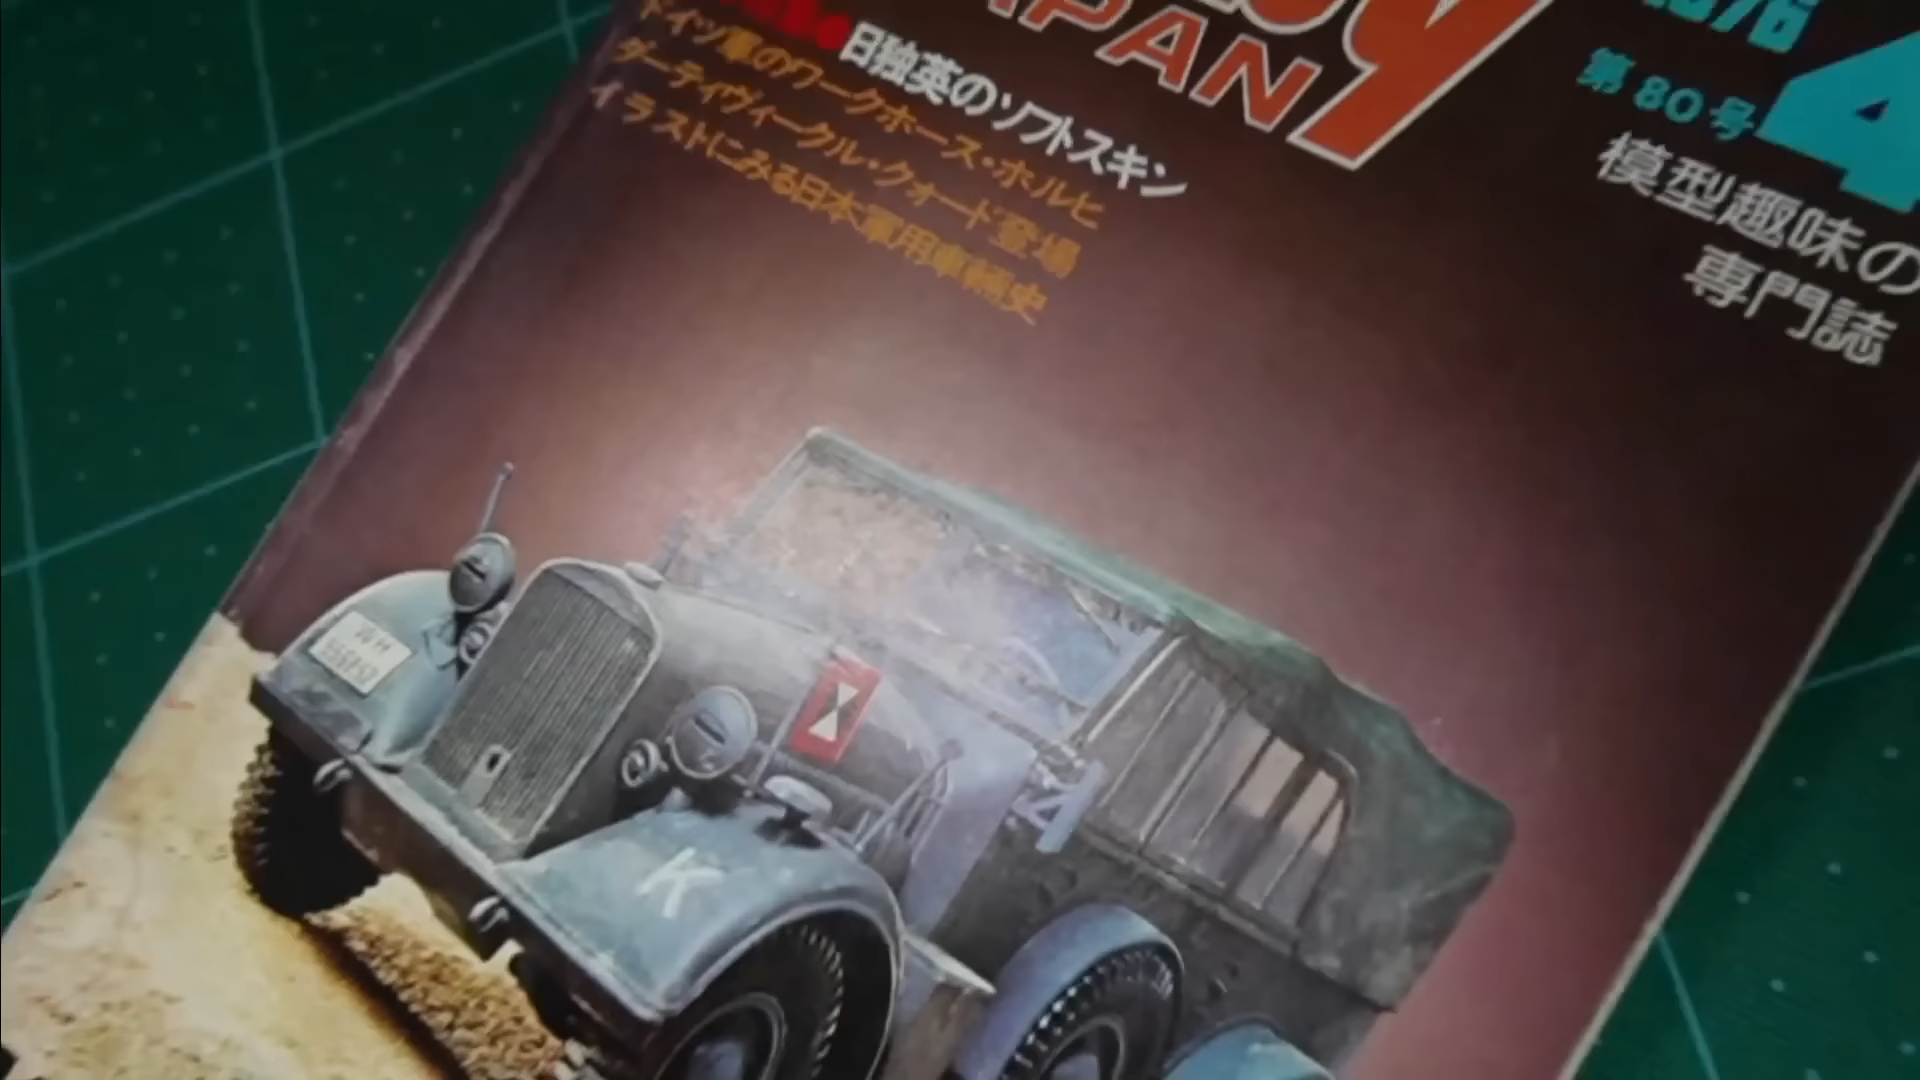 JAPAN
1976
4
第80号
模型趣味の
専門誌
日独英のソフトスキン
ドイツ軍のワークホース・ホルヒ
ダーティヴィークル・クォード登場
イラストにみる日本軍用車輛史
K